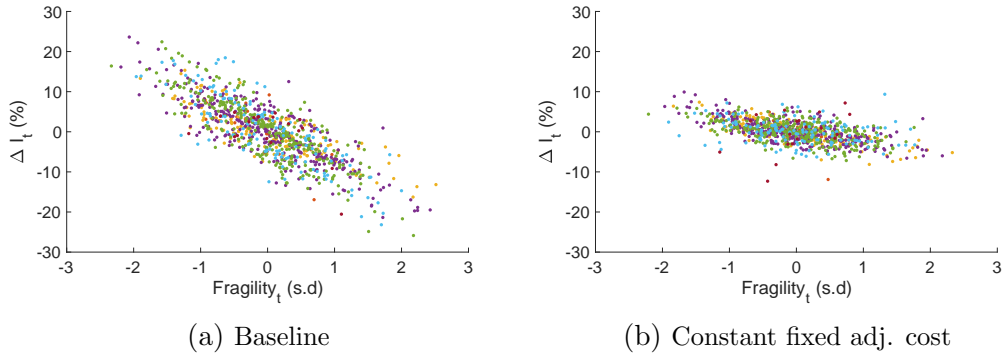 30
20
10
0
-10
-20
-30
Δ I_t (%)
-3 -2 -1 0 1 2 3
Fragility_t (s.d)
(a) Baseline
30
20
10
0
-10
-20
-30
Δ I_t (%)
-3 -2 -1 0 1 2 3
Fragility_t (s.d)
(b) Constant fixed adj. cost